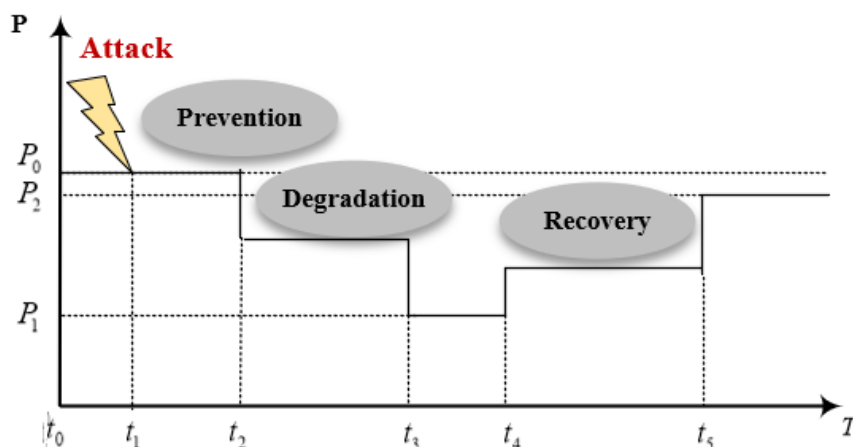 P
Attack
Prevention
P₀
P₂
Degradation
Recovery
P₁
t₀ t₁ t₂ t₃ t₄ t₅ T